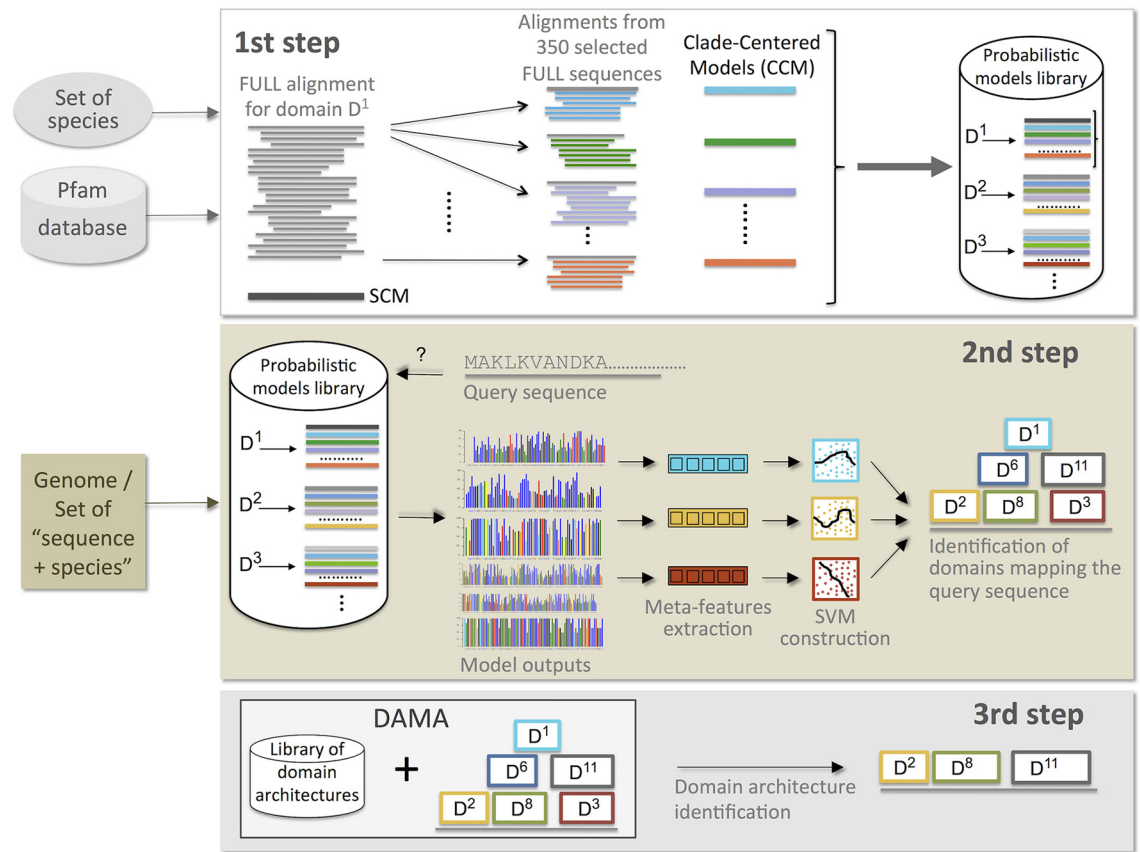 1st step
FULL alignment
for domain D¹
Alignments from
350 selected
FULL sequences
Clade-Centered
Models (CCM)
Probabilistic
models library
D¹
D²
D³
Set of
species
Pfam
database
SCM
2nd step
Probabilistic
models library
?
MAKLKVANDKA..................
Query sequence
D¹
D²
D³
Genome /
Set of
“sequence
+ species”
Model outputs
Meta-features
extraction
SVM
construction
D¹
D⁶
D¹¹
D²
D⁸
D³
Identification of
domains mapping the
query sequence
3rd step
DAMA
Library of
domain
architectures
+
D¹
D⁶
D¹¹
D²
D⁸
D³
Domain architecture
identification
D²
D⁸
D¹¹